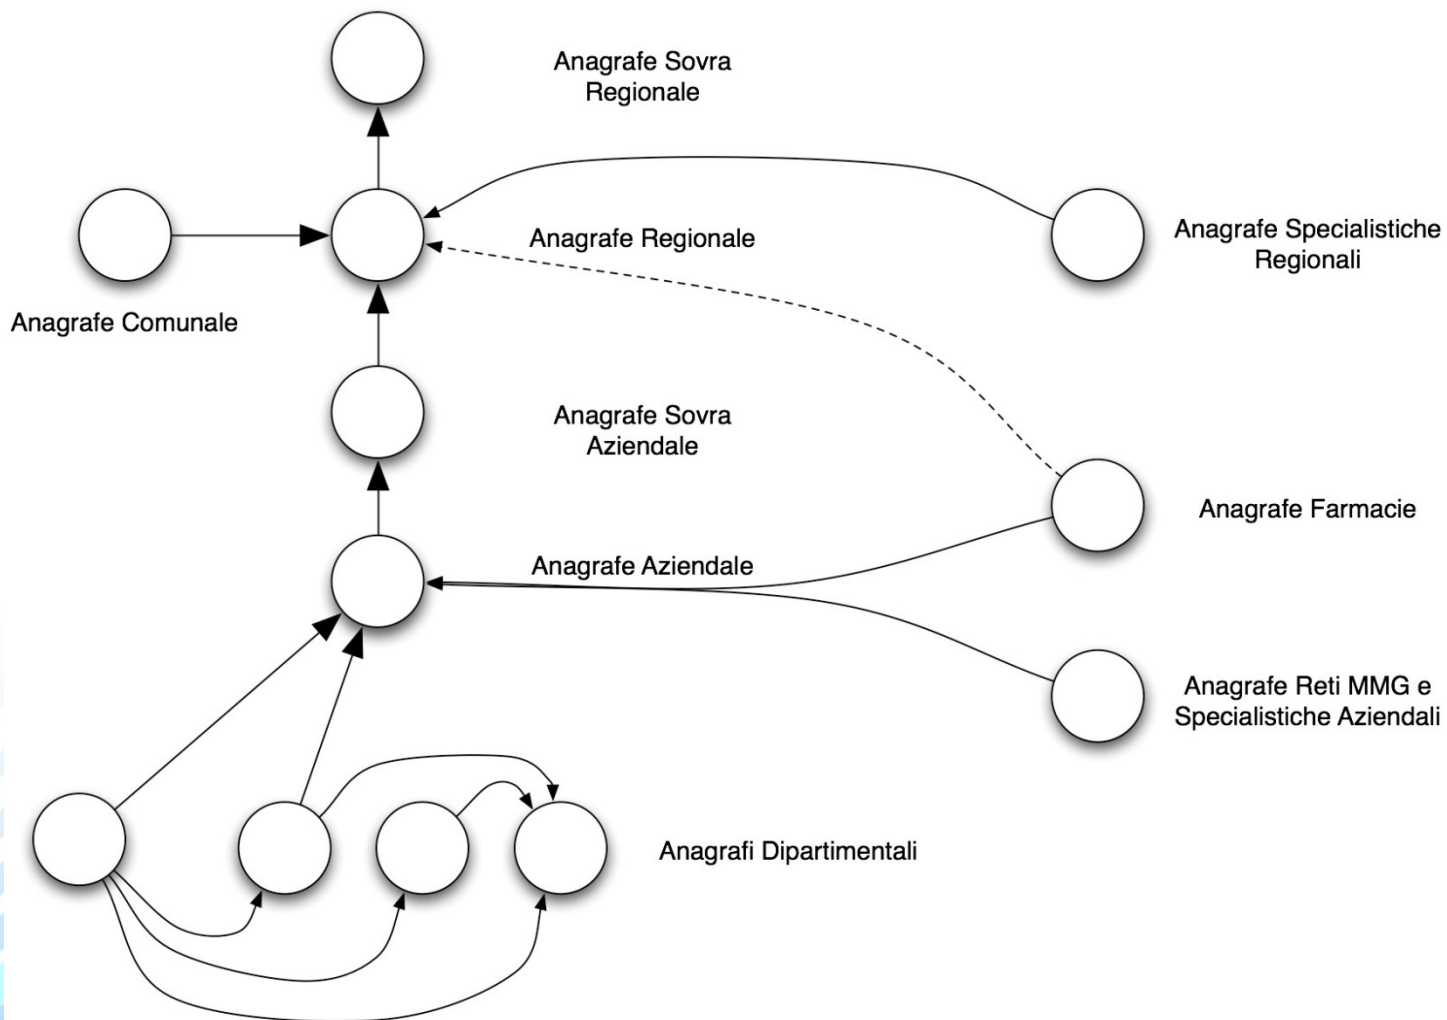 Anagrafe Sovra
Regionale
Anagrafe Specialistiche
Regionali
Anagrafe Regionale
Anagrafe Comunale
Anagrafe Sovra
Aziendale
Anagrafe Farmacie
Anagrafe Aziendale
Anagrafe Reti MMG e
Specialistiche Aziendali
Anagrafi Dipartimentali